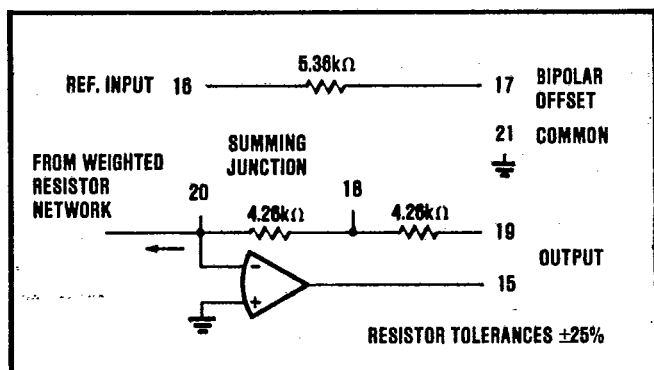 5.36kΩ
REF. INPUT 16
17 BIPOLAR
OFFSET
21 COMMON
SUMMING
JUNCTION
FROM WEIGHTED
RESISTOR
NETWORK
20
18
4.26kΩ
4.26kΩ
19
OUTPUT
15
−
+
RESISTOR TOLERANCES ±25%